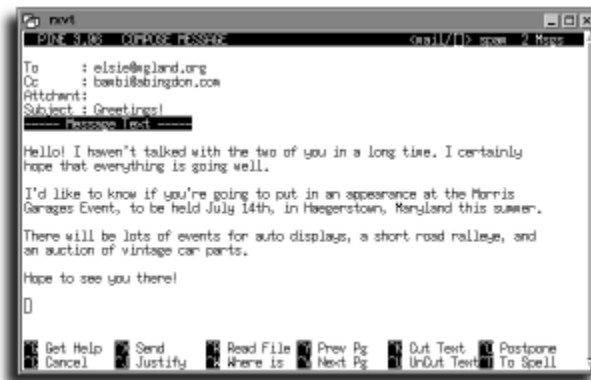 rxvt
PINE 3.96 COMPOSE MESSAGE <mail/[]> spam 2 Msgs
To : elsie@mgland.org
Cc : bambi@abingdon.com
Attchmnt:
Subject : Greetings!
----- Message Text -----
Hello! I haven't talked with the two of you in a long time. I certainly
hope that everything is going well.
I'd like to know if you're going to put in an appearance at the Morris
Garages Event, to be held July 14th, in Haegerstown, Maryland this summer.
There will be lots of events for auto displays, a short road ralleye, and
an auction of vintage car parts.
Hope to see you there!
^G Get Help ^X Send ^R Read File ^Y Prev Pg ^K Cut Text ^O Postpone
^C Cancel ^J Justify ^W Where is ^V Next Pg ^U UnCut Text ^T To Spell